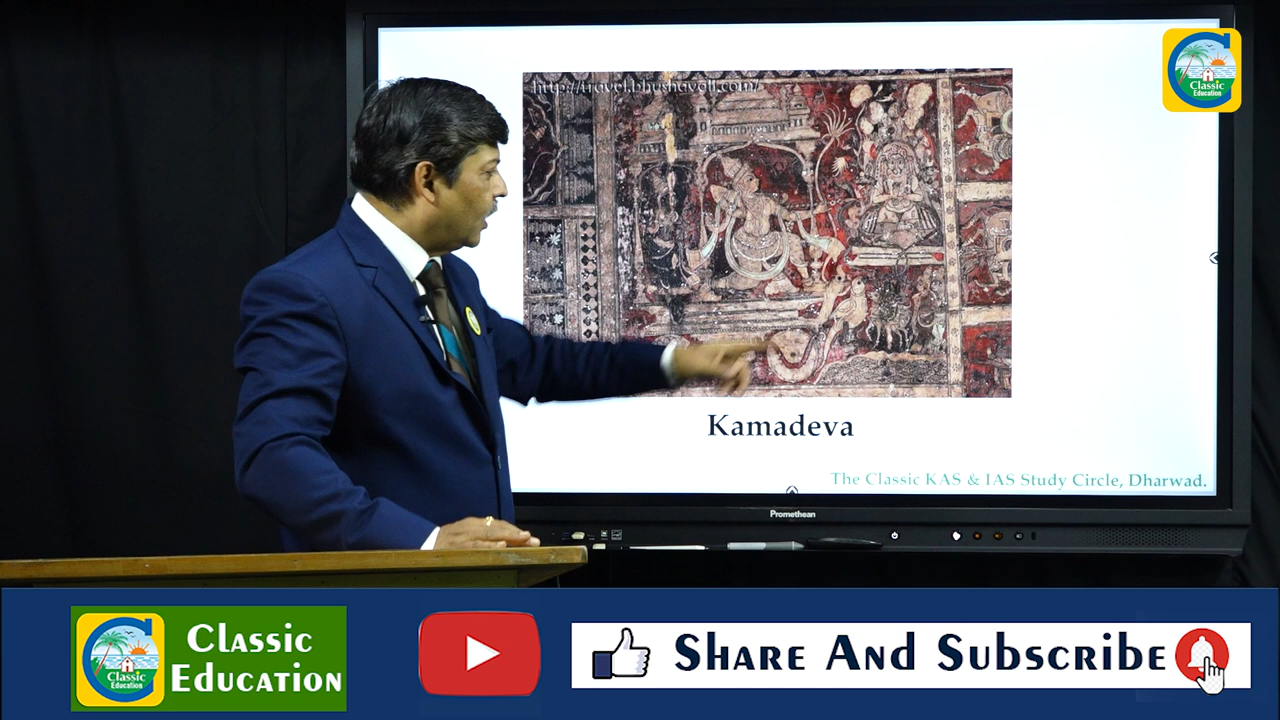 http://travel.bhushavali.com/
Classic
Education
Kamadeva
The Classic KAS & IAS Study Circle, Dharwad.
Promethean
Classic
Education
Classic
Education
Share And Subscribe